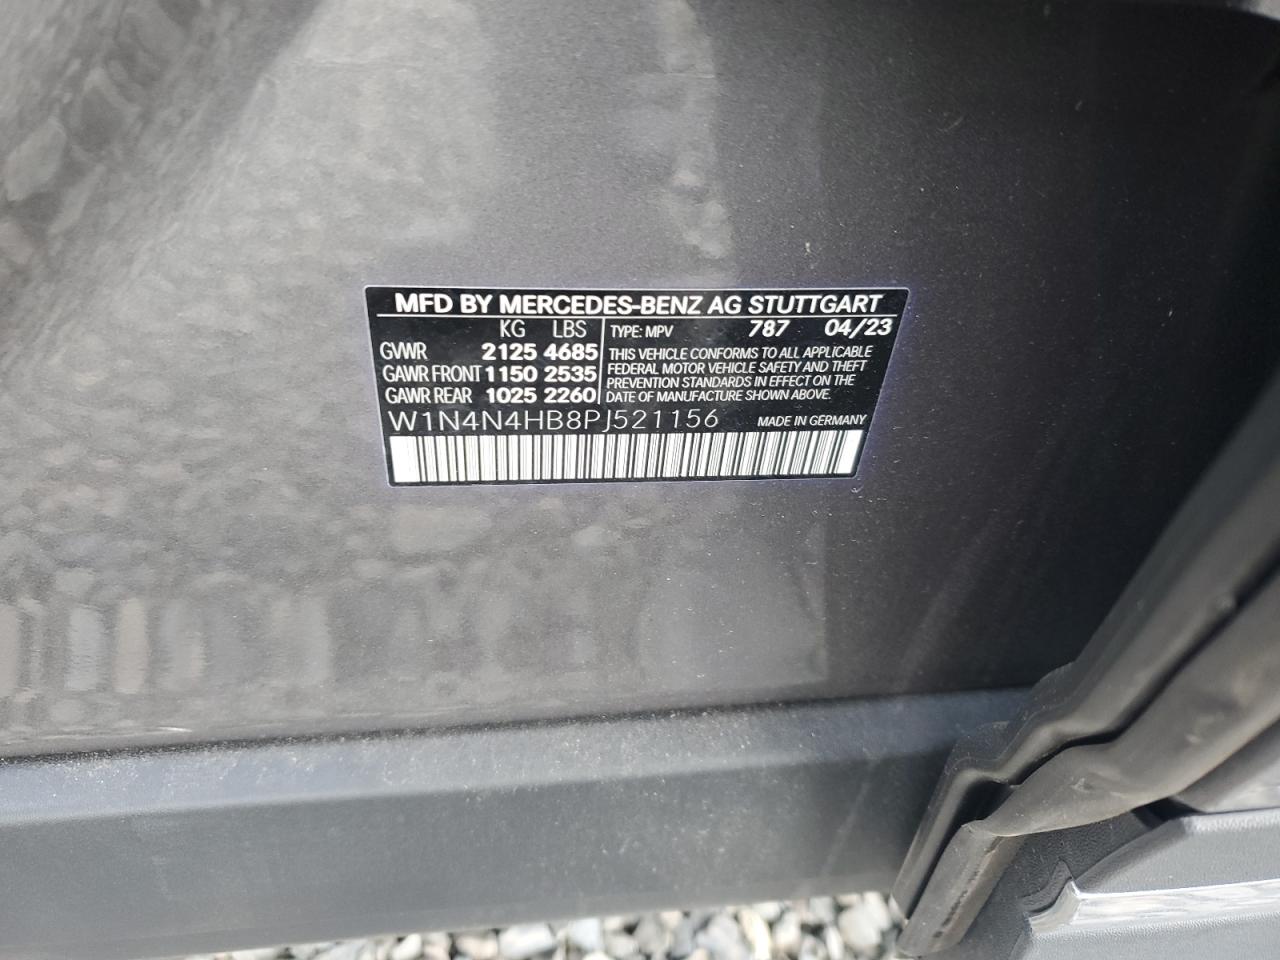 MFD BY MERCEDES-BENZ AG STUTTGART
KG LBS TYPE: MPV 787 04/23
GVWR 2125 4685
GAWR FRONT 1150 2535
GAWR REAR 1025 2260
THIS VEHICLE CONFORMS TO ALL APPLICABLE
FEDERAL MOTOR VEHICLE SAFETY AND THEFT
PREVENTION STANDARDS IN EFFECT ON THE
DATE OF MANUFACTURE SHOWN ABOVE.
W1N4N4HB8PJ521156 MADE IN GERMANY